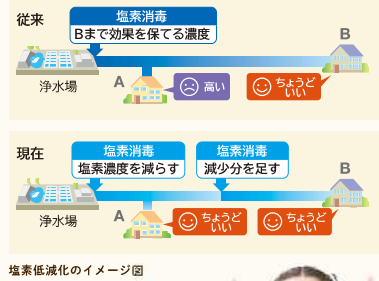 従来
塩素消毒
Bまで効果を保てる濃度
B
A
高い
ちょうど
いい
浄水場
現在
塩素消毒
塩素濃度を減らす
塩素消毒
減少分を足す
B
A
ちょうど
いい
ちょうど
いい
浄水場
塩素低減化のイメージ図